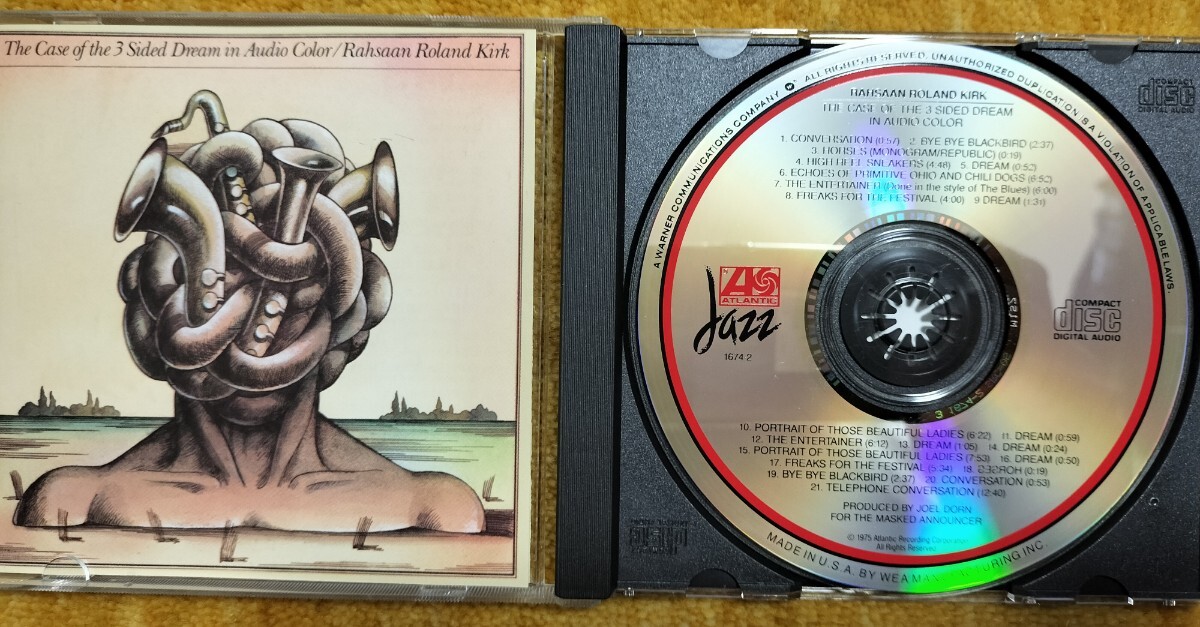 The Case of the 3 Sided Dream in Audio Color/Rahsaan Roland Kirk
A WARNER COMMUNICATIONS COMPANY ALL RIGHTS RESERVED. UNAUTHORIZED DUPLICATION IS A VIOLATION OF APPLICABLE LAWS.
RAHSAAN ROLAND KIRK
THE CASE OF THE 3 SIDED DREAM
IN AUDIO COLOR
1. CONVERSATION (0:57) 2. BYE BYE BLACKBIRD (2:37)
3. HORSES (MONOGRAM/REPUBLIC) (0:19)
4. HIGH HEEL SNEAKERS (4:48) 5. DREAM (0:52)
6. ECHOES OF PRIMITIVE OHIO AND CHILI DOGS (6:52)
7. THE ENTERTAINER (Done in the style of The Blues) (6:00)
8. FREAKS FOR THE FESTIVAL (4:00) 9 DREAM (1:31)
ATLANTIC
Jazz
1674 2
COMPACT
disc
DIGITAL AUDIO
10. PORTRAIT OF THOSE BEAUTIFUL LADIES (6:22) 11. DREAM (0:59)
12. THE ENTERTAINER (6:12) 13. DREAM (1:05) 14. DREAM (0:24)
15. PORTRAIT OF THOSE BEAUTIFUL LADIES (7:53) 16. DREAM (0:50)
17. FREAKS FOR THE FESTIVAL (5:34) 18. (0:19)
19. BYE BYE BLACKBIRD (2:37) 20. CONVERSATION (0:53)
21. TELEPHONE CONVERSATION (12:40)
PRODUCED BY JOEL DORN
FOR THE MASKED ANNOUNCER
© 1975 Atlantic Recording Corporation
All Rights Reserved.
MADE IN U.S.A. BY WEA MANUFACTURING INC.
COMPACT
disc
DIGITAL AUDIO